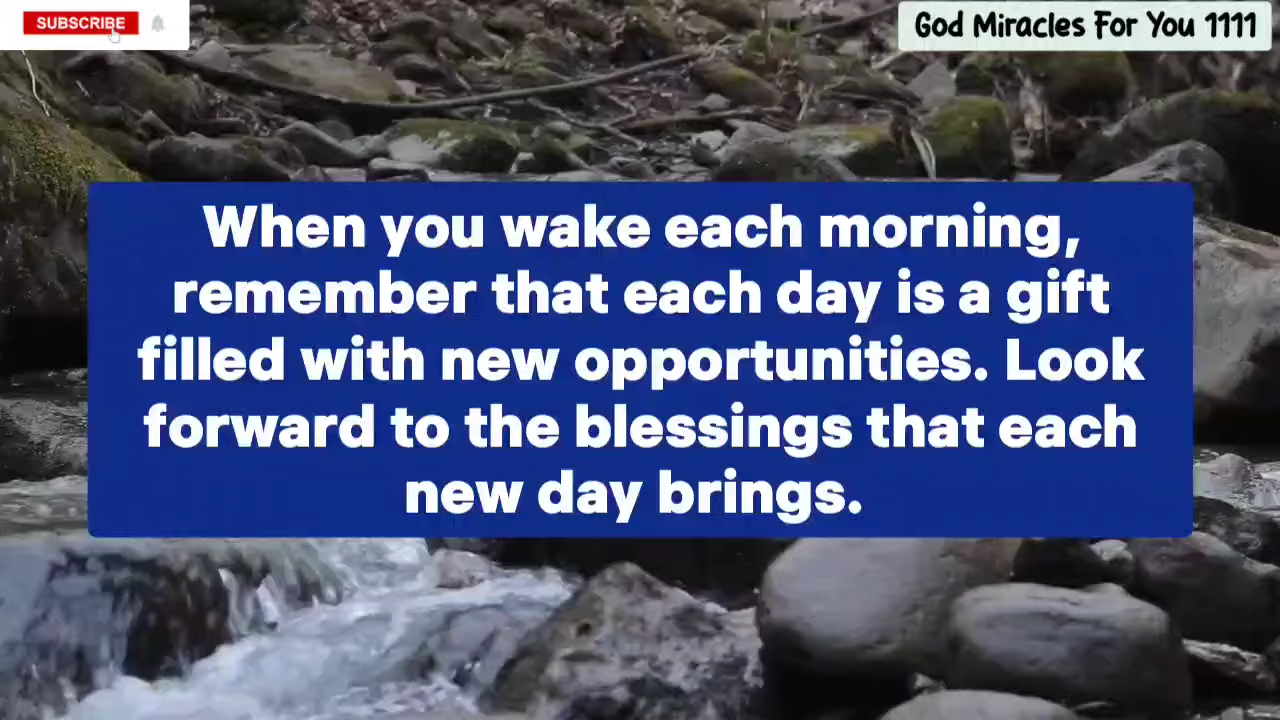 SUBSCRIBE
God Miracles For You 1111
When you wake each morning,
remember that each day is a gift
filled with new opportunities. Look
forward to the blessings that each
new day brings.